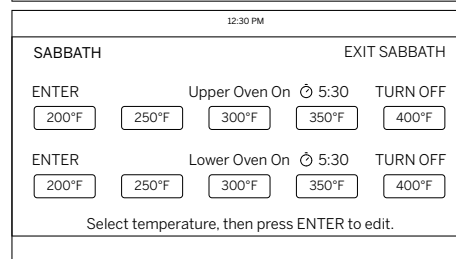 12:30 PM
SABBATH EXIT SABBATH
ENTER Upper Oven On 5:30 TURN OFF
200°F 250°F 300°F 350°F 400°F
ENTER Lower Oven On 5:30 TURN OFF
200°F 250°F 300°F 350°F 400°F
Select temperature, then press ENTER to edit.